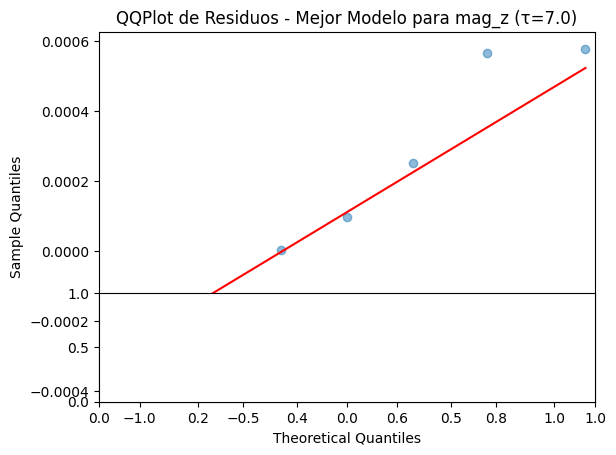 QQPlot de Residuos - Mejor Modelo para mag_z (τ=7.0)
0.0006
0.0004
0.0002
0.0000
1.0
−0.0002
0.5
−0.0004
0.0
Sample Quantiles
0.0 −1.0 0.2 −0.5 0.4 0.0 0.6 0.5 0.8 1.0 1.0
Theoretical Quantiles